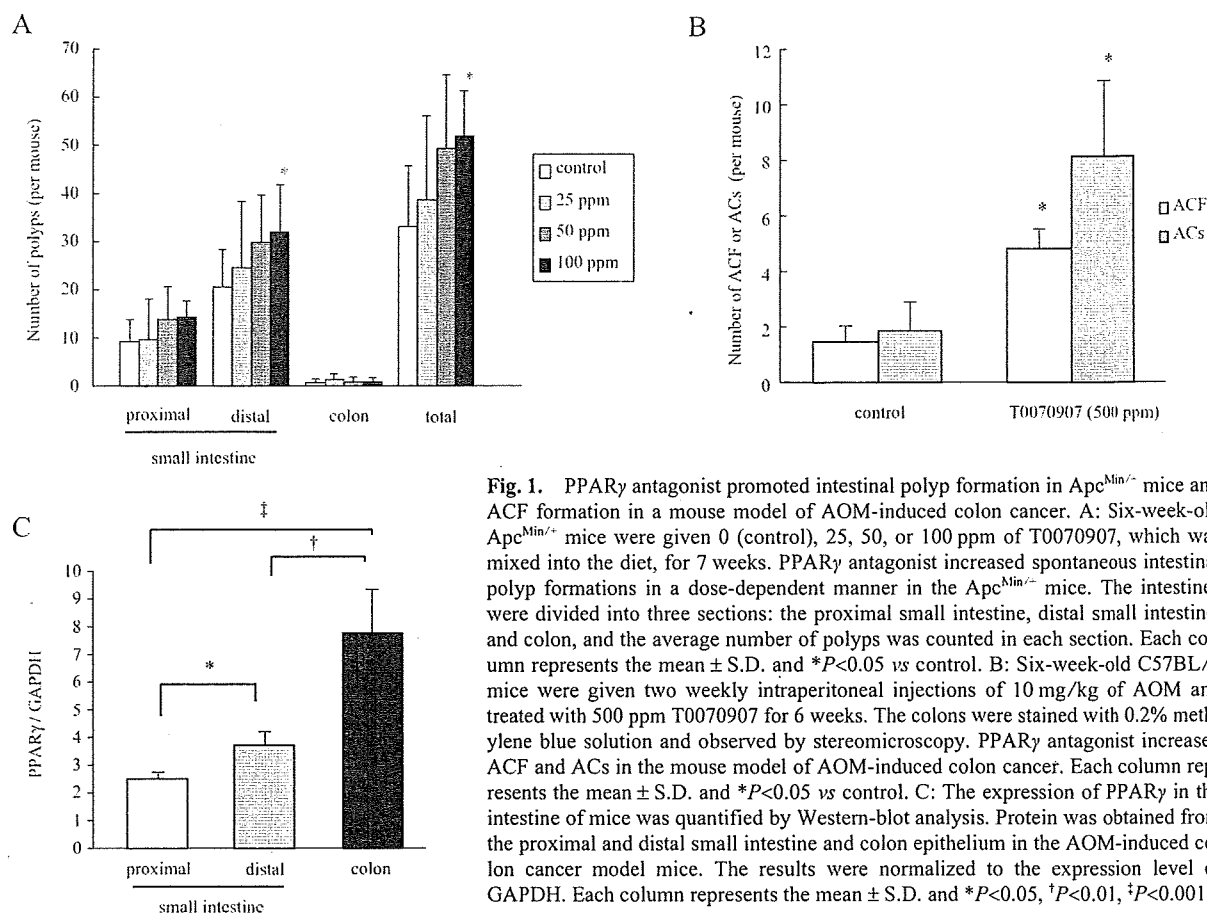 A
Number of polyps (per mouse)
70
60
50
40
30
20
10
0
*
*
proximal distal colon total
small intestine
control
25 ppm
50 ppm
100 ppm
B
Number of ACF or ACs (per mouse)
12
10
8
6
4
2
0
*
*
control T0070907 (500 ppm)
ACF
ACs
C
PPARγ/ GAPDH
10
9
8
7
6
5
4
3
2
1
0
‡
†
*
proximal distal colon
small intestine
Fig. 1. PPARγ antagonist promoted intestinal polyp formation in Apc^Min/+ mice an
ACF formation in a mouse model of AOM-induced colon cancer. A: Six-week-ol
Apc^Min/+ mice were given 0 (control), 25, 50, or 100 ppm of T0070907, which wa
mixed into the diet, for 7 weeks. PPARγ antagonist increased spontaneous intestina
polyp formations in a dose-dependent manner in the Apc^Min/+ mice. The intestine
were divided into three sections: the proximal small intestine, distal small intestin
and colon, and the average number of polyps was counted in each section. Each co
umn represents the mean ± S.D. and *P<0.05 vs control. B: Six-week-old C57BL/
mice were given two weekly intraperitoneal injections of 10 mg/kg of AOM an
treated with 500 ppm T0070907 for 6 weeks. The colons were stained with 0.2% meth
ylene blue solution and observed by stereomicroscopy. PPARγ antagonist increase
ACF and ACs in the mouse model of AOM-induced colon cancer. Each column rep
resents the mean ± S.D. and *P<0.05 vs control. C: The expression of PPARγ in th
intestine of mice was quantified by Western-blot analysis. Protein was obtained fron
the proximal and distal small intestine and colon epithelium in the AOM-induced co
lon cancer model mice. The results were normalized to the expression level o
GAPDH. Each column represents the mean ± S.D. and *P<0.05, †P<0.01, ‡P<0.001